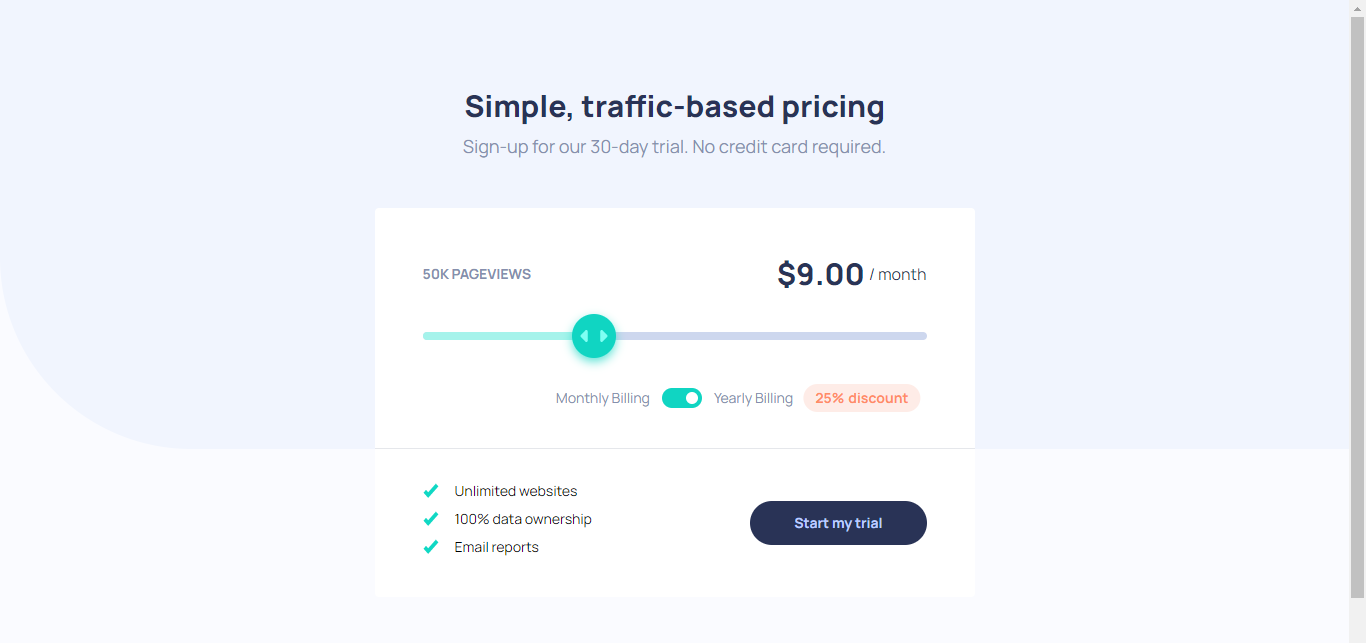 Simple, traffic-based pricing
Sign-up for our 30-day trial. No credit card required.
50K PAGEVIEWS
$9.00 / month
Monthly Billing Yearly Billing 25% discount
Unlimited websites
100% data ownership
Email reports
Start my trial